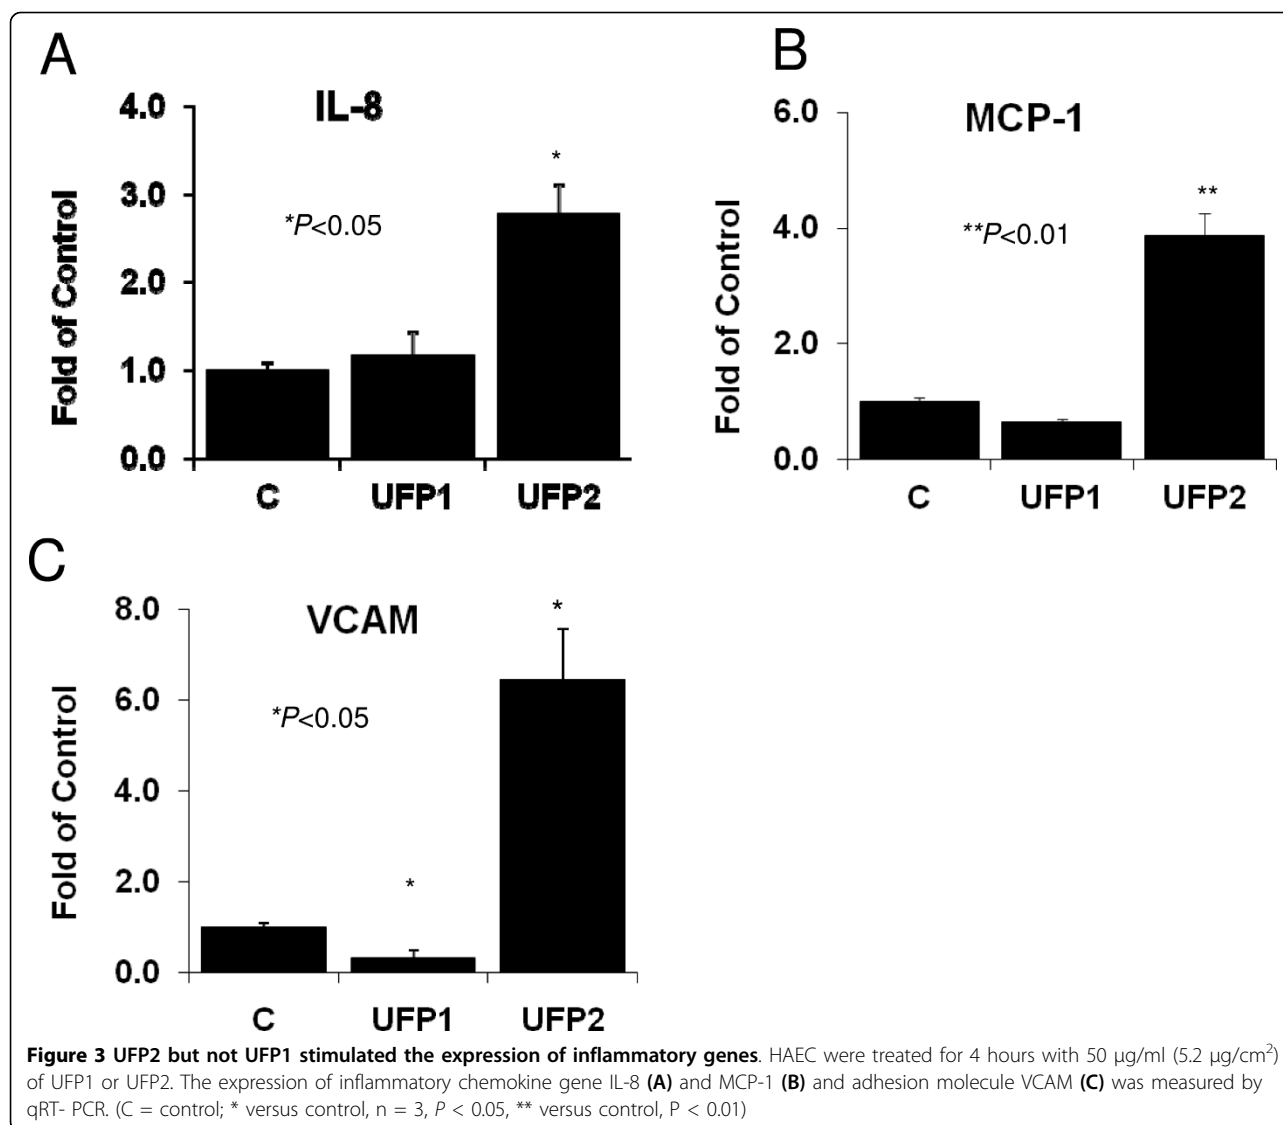 A
IL-8
4.0
3.0
2.0
1.0
0.0
Fold of Control
*P<0.05
*
C UFP1 UFP2
B
MCP-1
6.0
4.0
2.0
0.0
Fold of Control
**P<0.01
**
C UFP1 UFP2
C
VCAM
8.0
6.0
4.0
2.0
0.0
Fold of Control
*P<0.05
*
*
C UFP1 UFP2
Figure 3 UFP2 but not UFP1 stimulated the expression of inflammatory genes. HAEC were treated for 4 hours with 50 μg/ml (5.2 μg/cm²)
of UFP1 or UFP2. The expression of inflammatory chemokine gene IL-8 (A) and MCP-1 (B) and adhesion molecule VCAM (C) was measured by
qRT- PCR. (C = control; * versus control, n = 3, P < 0.05, ** versus control, P < 0.01)